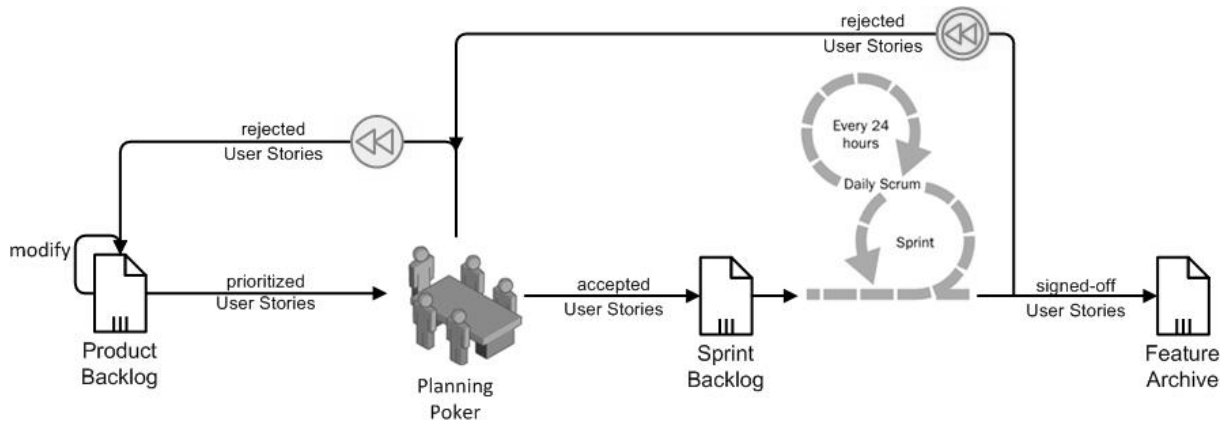 rejected
User Stories
Every 24
hours
rejected
User Stories
Daily Scrum
modify
Sprint
prioritized
User Stories
accepted
User Stories
signed-off
User Stories
Product
Backlog
Planning
Poker
Sprint
Backlog
Feature
Archive